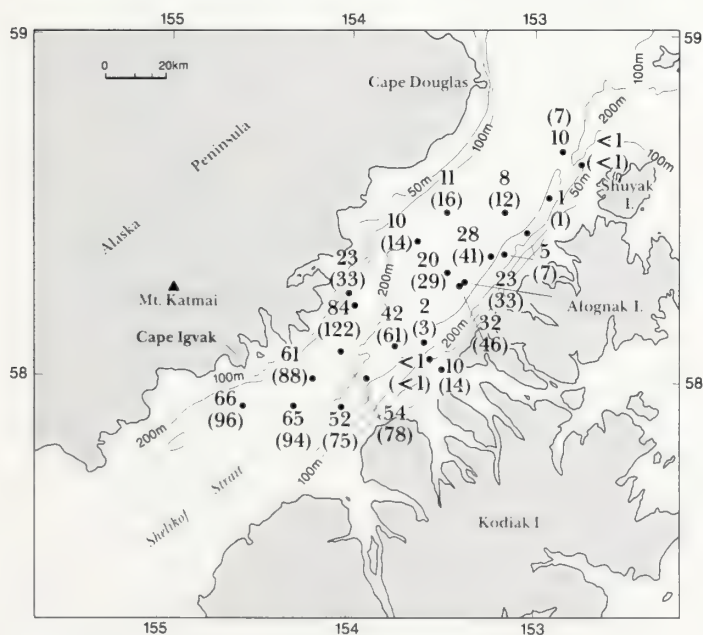 155
154
153
59
59
0
20km
Cape Douglas
100m
200m
100m
50m
100m
(7)
10
<1
(<1)
100m
50m
Shuyak
I.
Peninsula
11
(16)
8
(12)
1
(1)
10
(14)
28
(41)
5
(7)
Alaska
23
(33)
20
(29)
23
(33)
Afognak I.
200m
Mt. Katmai
84
(122)
42
(61)
2
(3)
200m
32
(46)
Cape Igvak
61
(88)
<1
(<1)
10
(14)
58
58
100m
66
(96)
65
(94)
52
(75)
54
(78)
200m
100m
Shelikof Strait
Kodiak I
155
154
153